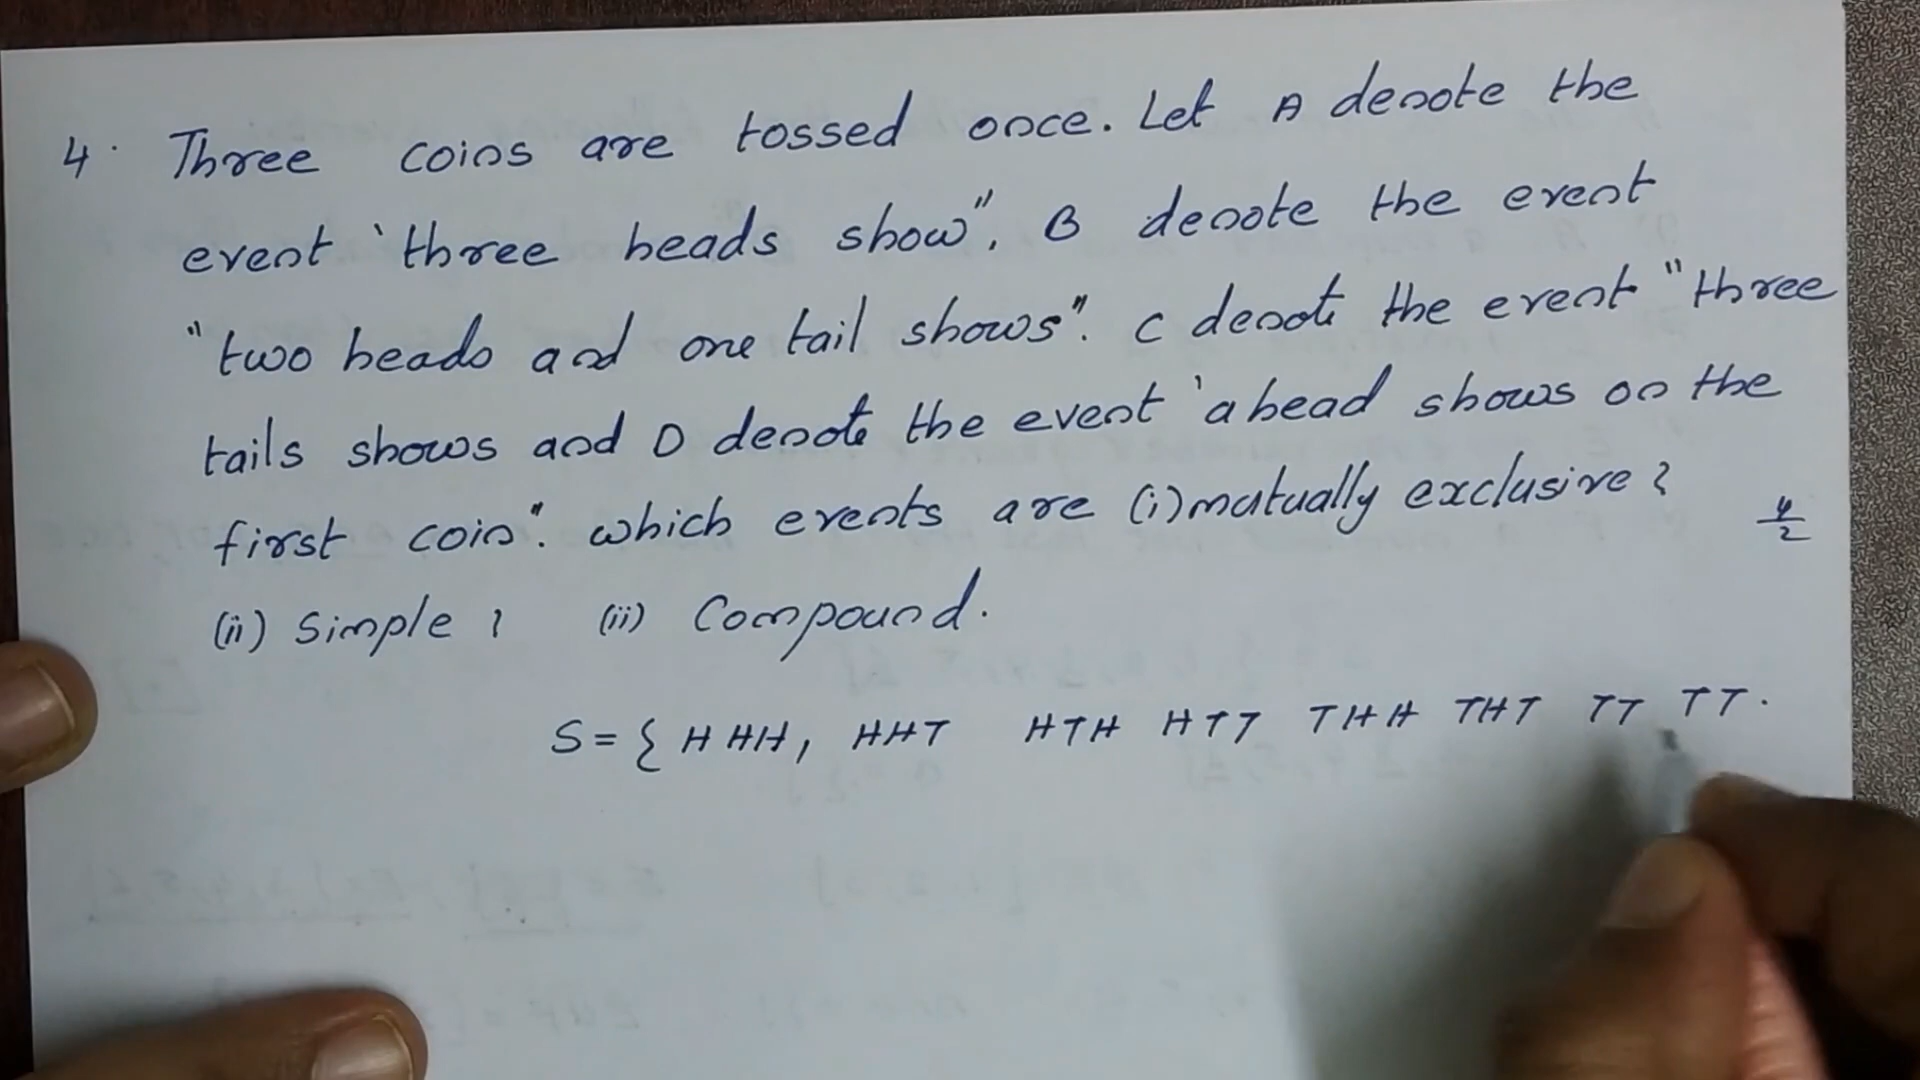 4. Three coins are tossed once. Let A denote the
event 'three heads show". B denote the event
"two heads and one tail shows". C denote the event "three
tails shows and D denote the event 'a head shows on the
first coin". which events are (i) mutually exclusive?
4/2
(ii) Simple? (iii) Compound.
S = { HHH, HHT HTH HTT THH THT TT TT.